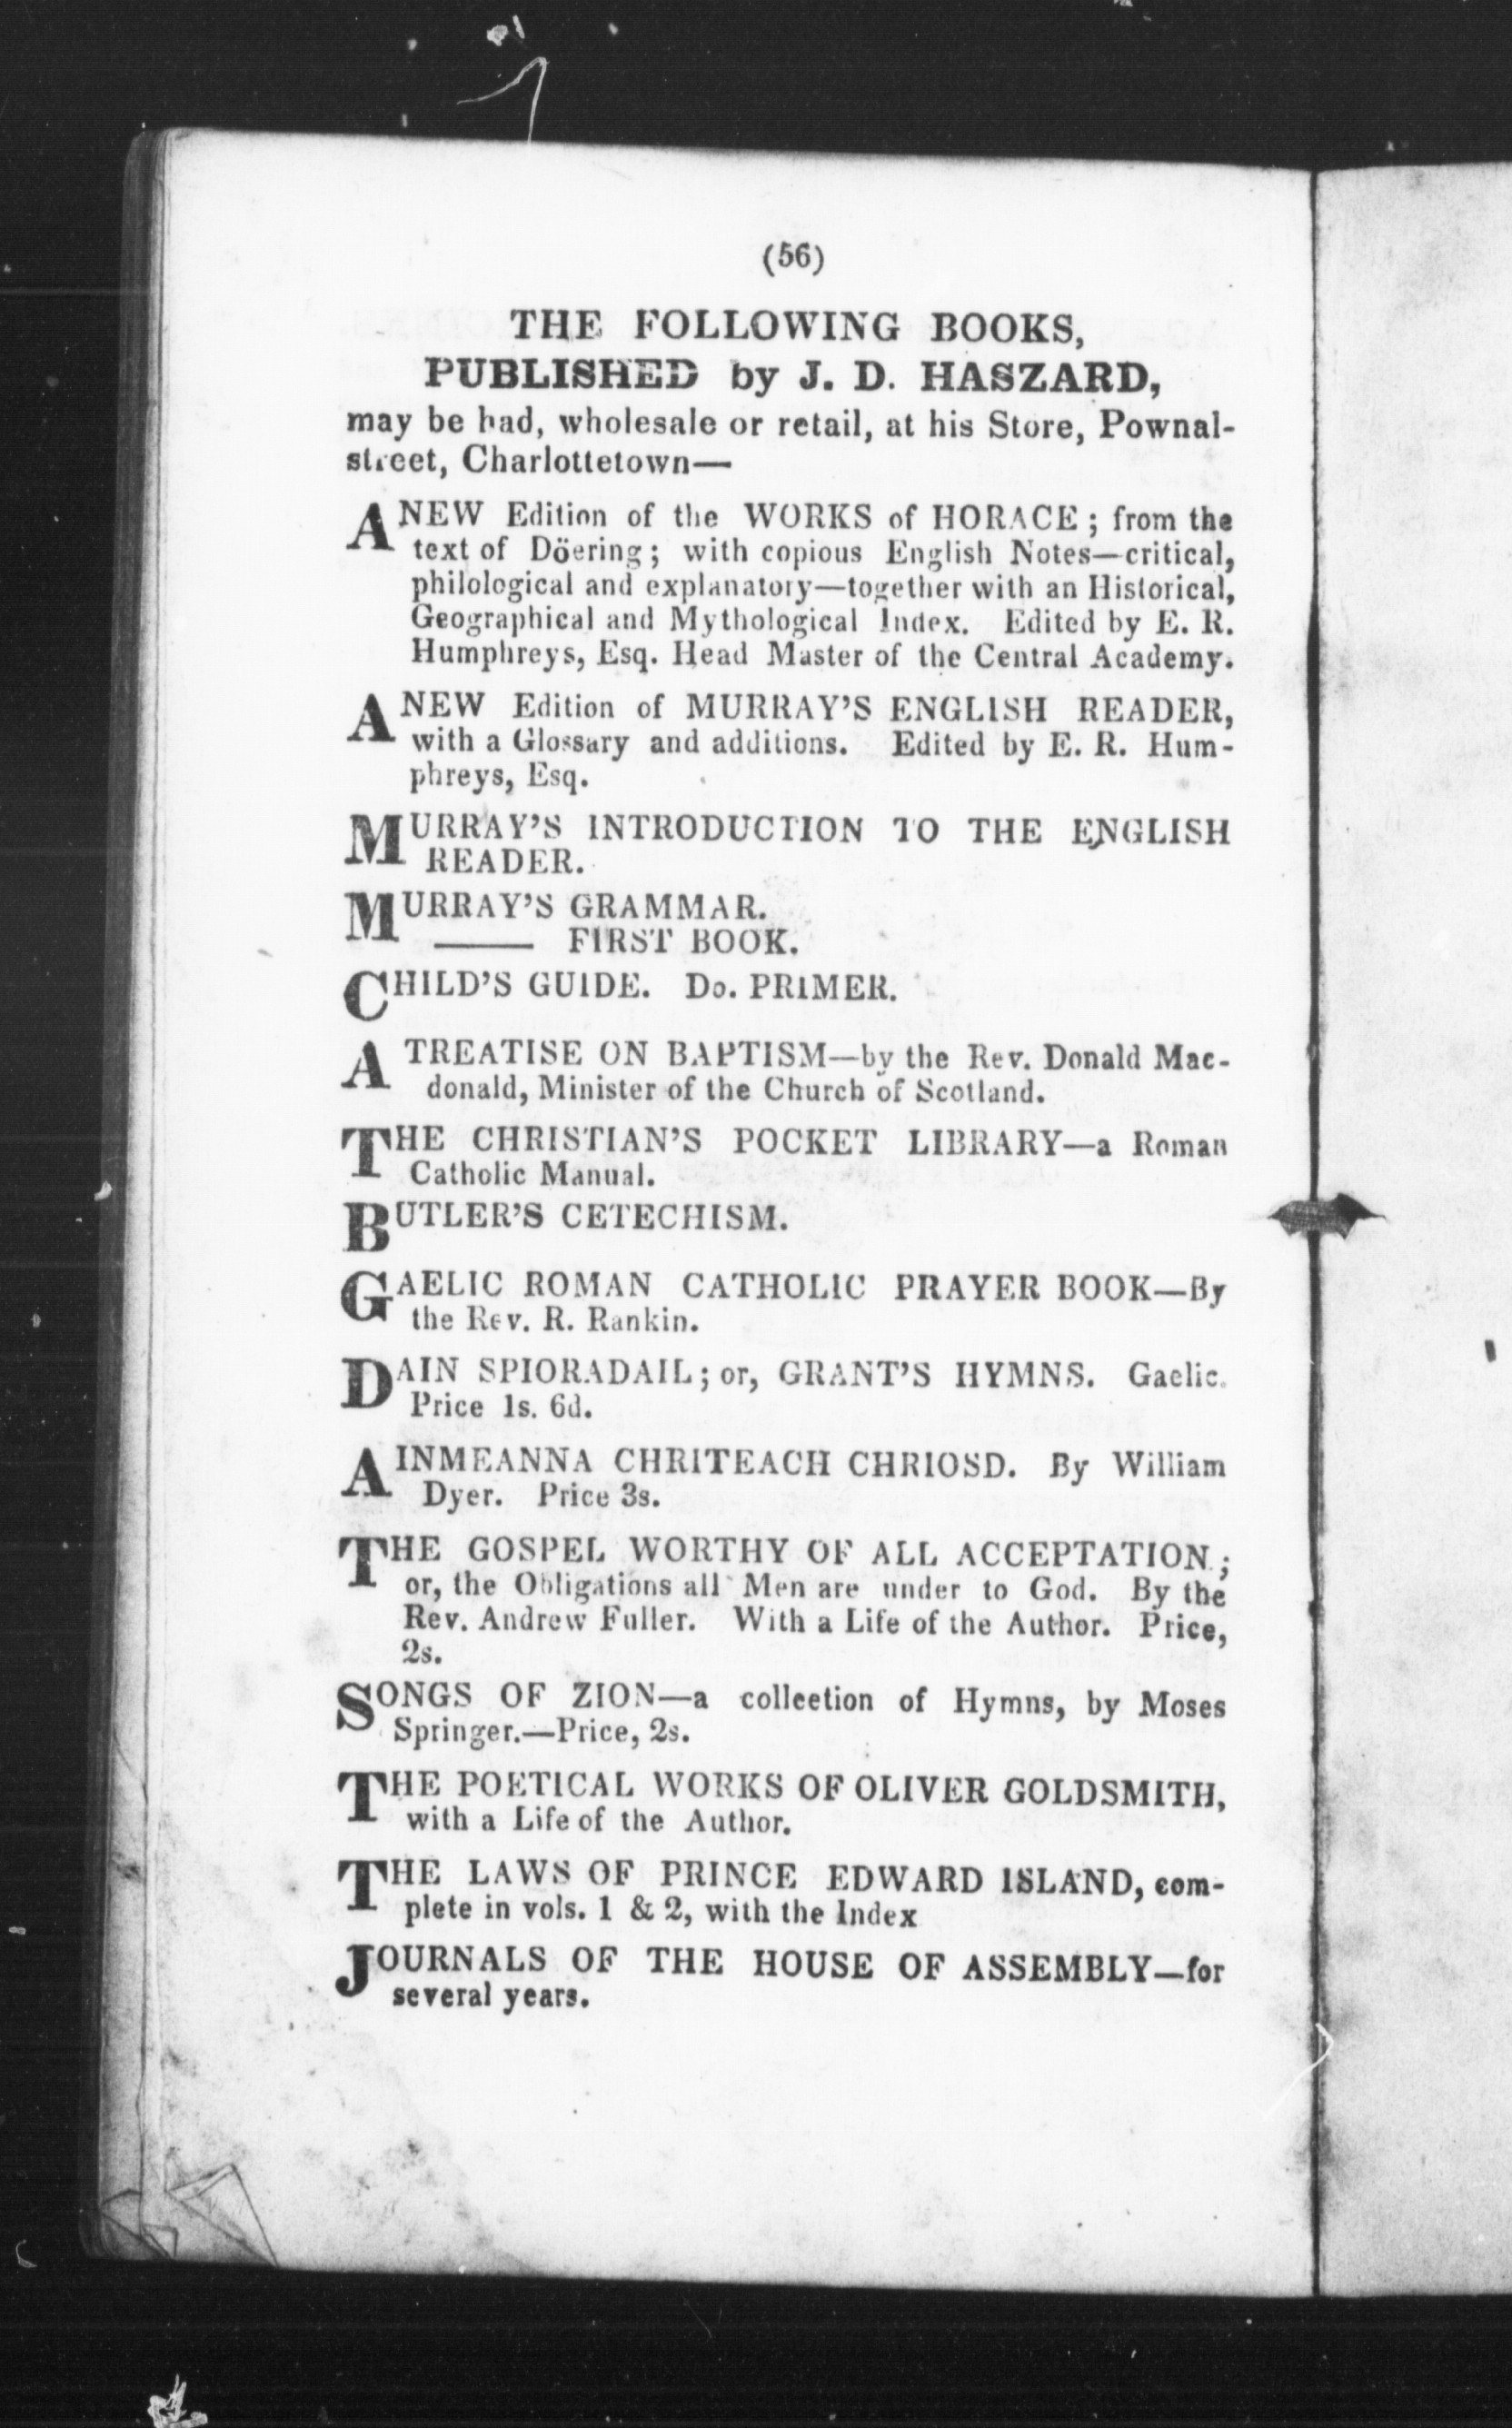 (56)
THE FOLLOWING BOOKS,
PUBLISHED by J. D. HASZARD,
may be had, wholesale or retail, at his Store, Pownal-
street, Charlottetown—
A NEW Edition of the WORKS of HORACE; from the
text of Döering; with copious English Notes—critical,
philological and explanatory—together with an Historical,
Geographical and Mythological Index. Edited by E. R.
Humphreys, Esq. Head Master of the Central Academy.
A NEW Edition of MURRAY'S ENGLISH READER,
with a Glossary and additions. Edited by E. R. Hum-
phreys, Esq.
MURRAY'S INTRODUCTION TO THE ENGLISH
READER.
MURRAY'S GRAMMAR.
—— FIRST BOOK.
CHILD'S GUIDE. Do. PRIMER.
A TREATISE ON BAPTISM—by the Rev. Donald Mac-
donald, Minister of the Church of Scotland.
THE CHRISTIAN'S POCKET LIBRARY—a Roman
Catholic Manual.
BUTLER'S CETECHISM.
GAELIC ROMAN CATHOLIC PRAYER BOOK—By
the Rev. R. Rankin.
DAIN SPIORADAIL; or, GRANT'S HYMNS. Gaelic.
Price 1s. 6d.
AINMEANNA CHRITEACH CHRIOSD. By William
Dyer. Price 3s.
THE GOSPEL WORTHY OF ALL ACCEPTATION;
or, the Obligations all Men are under to God. By the
Rev. Andrew Fuller. With a Life of the Author. Price,
2s.
SONGS OF ZION—a colleetion of Hymns, by Moses
Springer.—Price, 2s.
THE POETICAL WORKS OF OLIVER GOLDSMITH,
with a Life of the Author.
THE LAWS OF PRINCE EDWARD ISLAND, com-
plete in vols. 1 & 2, with the Index
JOURNALS OF THE HOUSE OF ASSEMBLY—for
several years.